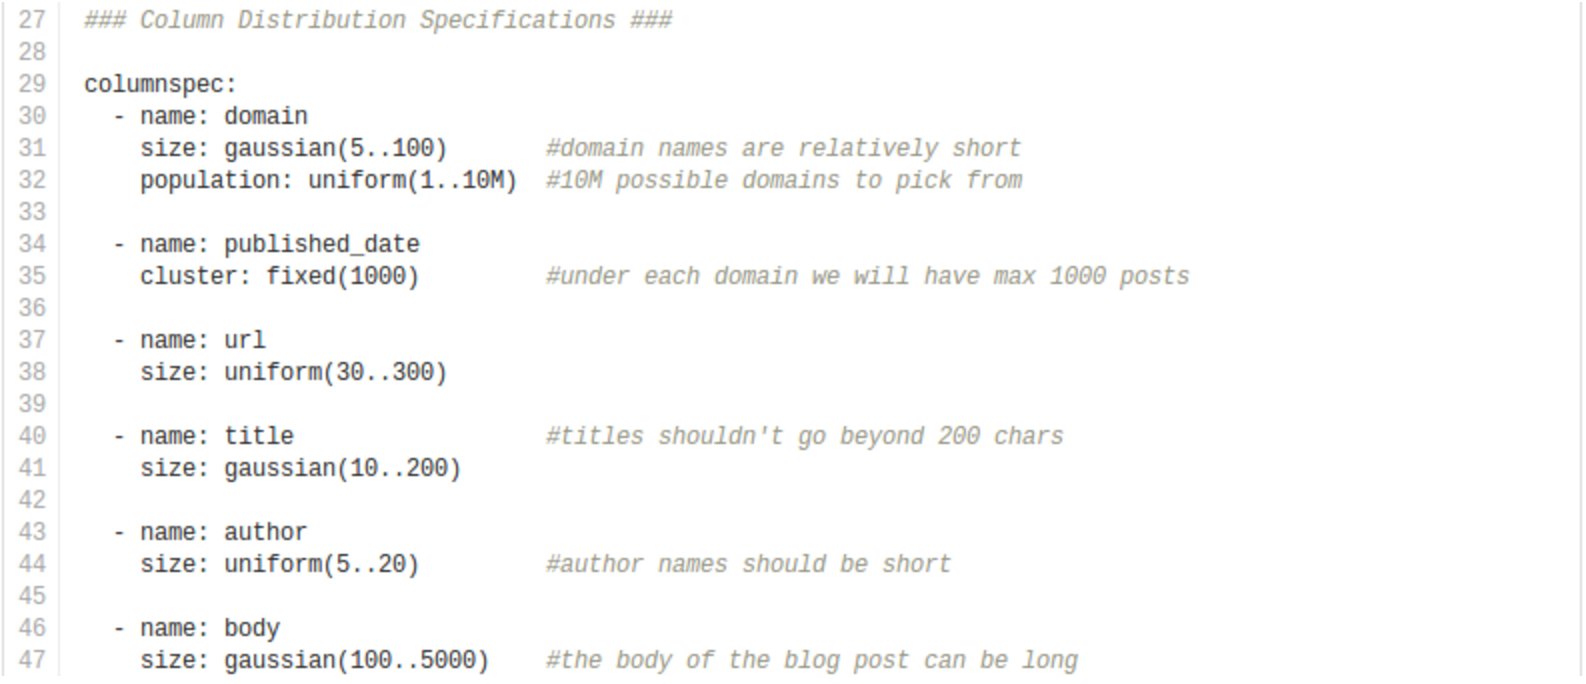 27 ### Column Distribution Specifications ###
28
29 columnspec:
30   - name: domain
31     size: gaussian(5..100)       #domain names are relatively short
32     population: uniform(1..10M)  #10M possible domains to pick from
33
34   - name: published_date
35     cluster: fixed(1000)         #under each domain we will have max 1000 posts
36
37   - name: url
38     size: uniform(30..300)
39
40   - name: title                  #titles shouldn't go beyond 200 chars
41     size: gaussian(10..200)
42
43   - name: author
44     size: uniform(5..20)         #author names should be short
45
46   - name: body
47     size: gaussian(100..5000)    #the body of the blog post can be long